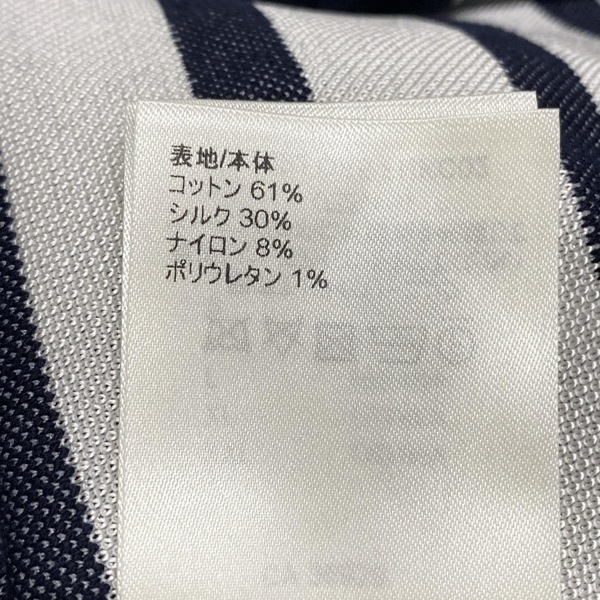 表地/本体
コットン 61%
シルク 30%
ナイロン 8%
ポリウレタン 1%